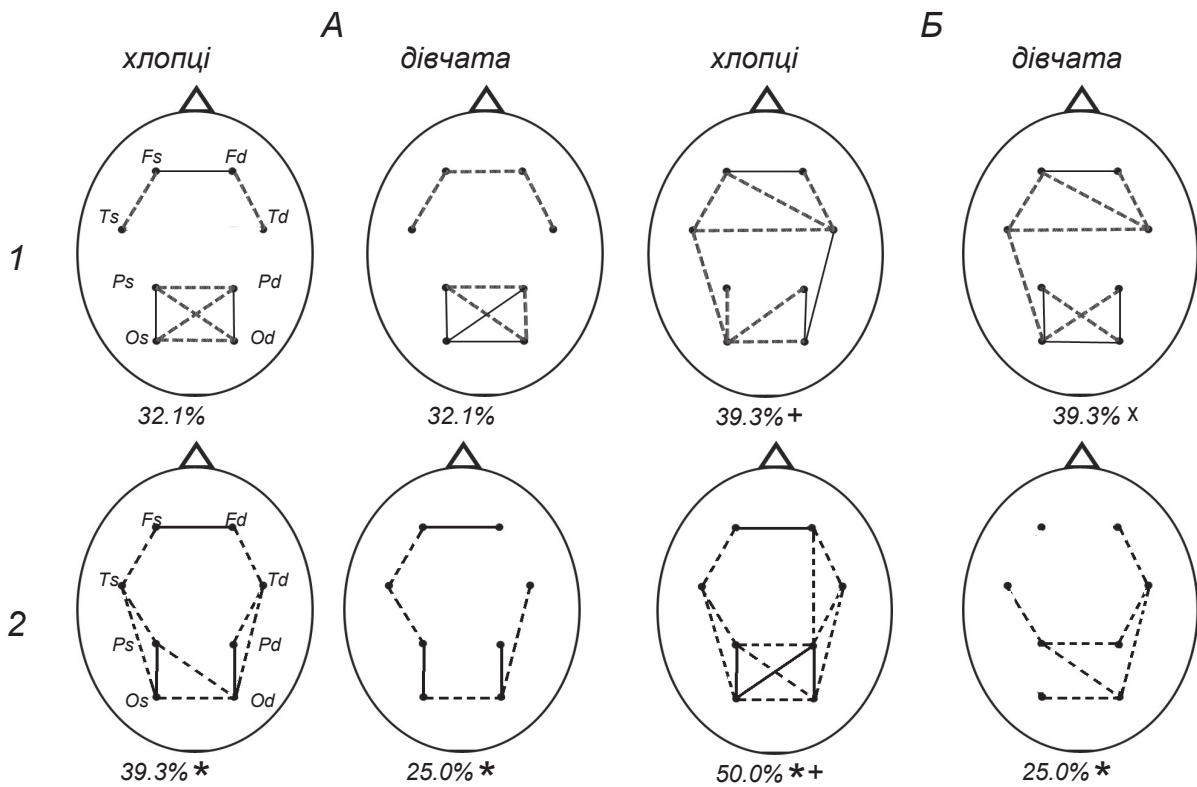 А Б
хлопці дівчата хлопці дівчата
1
Fs Fd
Ts Td
Ps Pd
Os Od
32.1% 32.1% 39.3% + 39.3% x
2
Fs Fd
Ts Td
Ps Pd
Os Od
39.3% * 25.0% * 50.0% * + 25.0% *